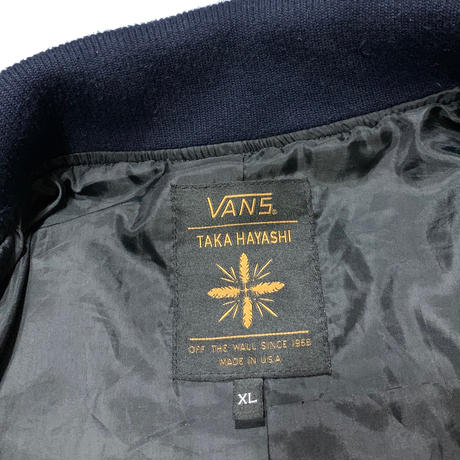 VANS®
TAKA HAYASHI
OFF THE WALL SINCE 1966
MADE IN U.S.A
XL